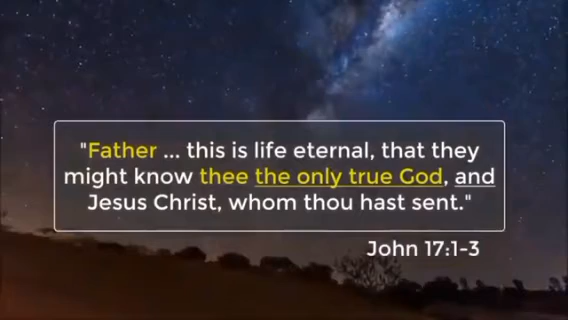 "Father ... this is life eternal, that they
might know thee the only true God, and
Jesus Christ, whom thou hast sent."
John 17:1-3